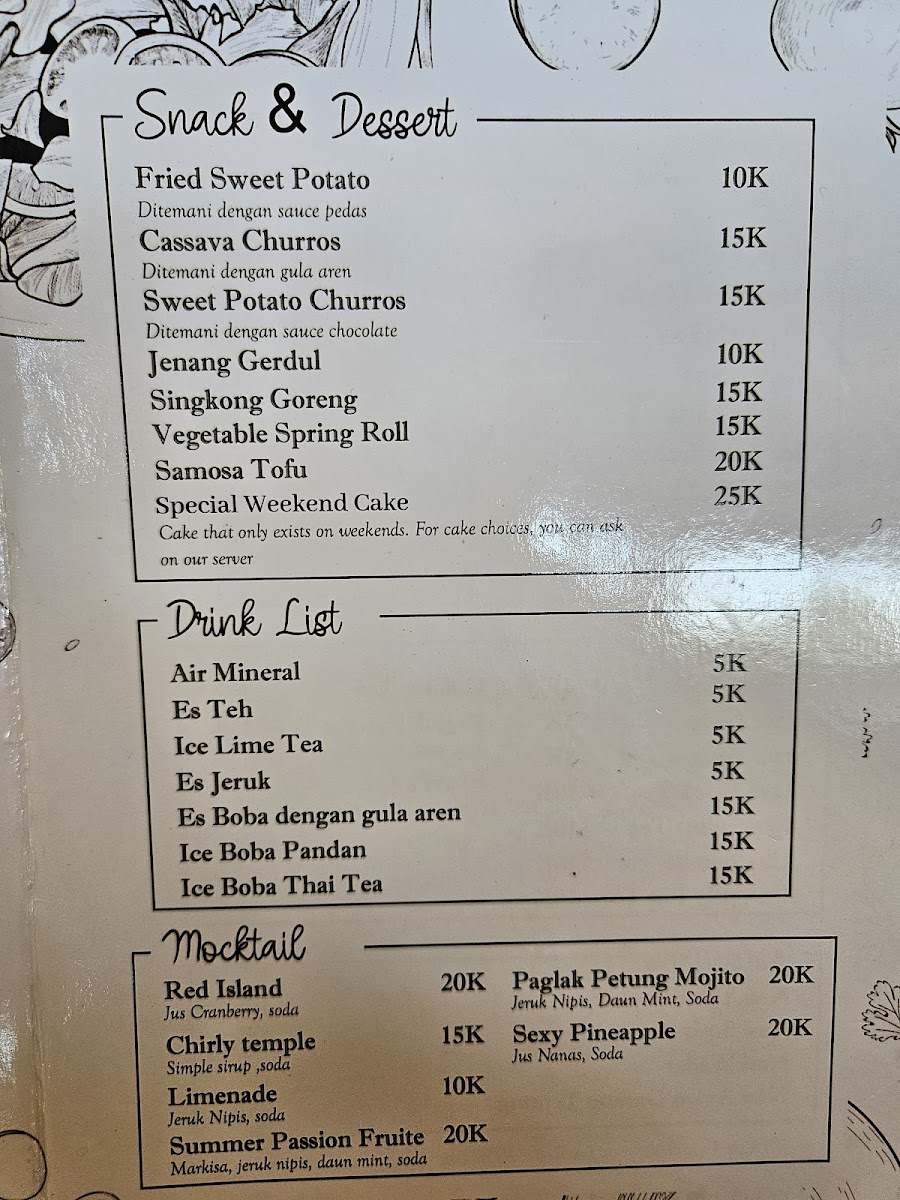 Snack & Dessert
Fried Sweet Potato 10K
Ditemani dengan sauce pedas
Cassava Churros 15K
Ditemani dengan gula aren
Sweet Potato Churros 15K
Ditemani dengan sauce chocolate
Jenang Gerdul 10K
Singkong Goreng 15K
Vegetable Spring Roll 15K
Samosa Tofu 20K
Special Weekend Cake 25K
Cake that only exists on weekends. For cake choices, you can ask
on our server
Drink List
Air Mineral 5K
Es Teh 5K
Ice Lime Tea 5K
Es Jeruk 5K
Es Boba dengan gula aren 15K
Ice Boba Pandan 15K
Ice Boba Thai Tea 15K
Mocktail
Red Island 20K
Jus Cranberry, soda
Chirly temple 15K
Simple sirup ,soda
Limenade 10K
Jeruk Nipis, soda
Summer Passion Fruite 20K
Markisa, jeruk nipis, daun mint, soda
Paglak Petung Mojito 20K
Jeruk Nipis, Daun Mint, Soda
Sexy Pineapple 20K
Jus Nanas, Soda